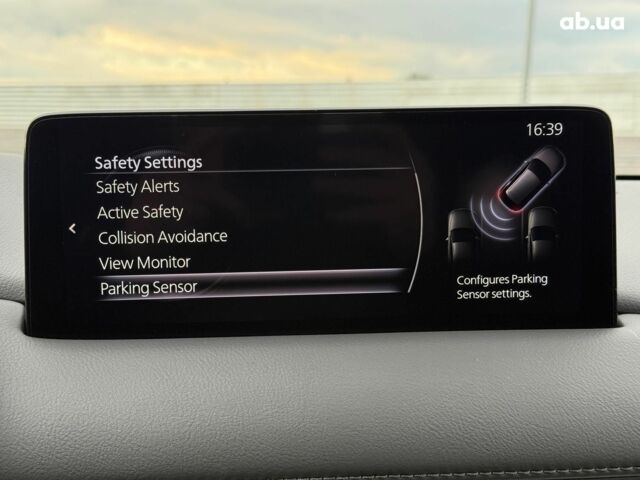 ab.ua
16:39
Safety Settings
Safety Alerts
Active Safety
Collision Avoidance
View Monitor
Parking Sensor
Configures Parking
Sensor settings.